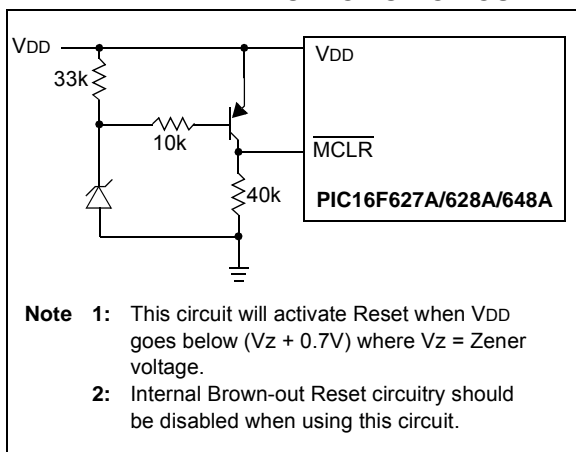 VDD
VDD
33k
10k
MCLR
40k
PIC16F627A/628A/648A
Note 1: This circuit will activate Reset when VDD
goes below (Vz + 0.7V) where Vz = Zener
voltage.
2: Internal Brown-out Reset circuitry should
be disabled when using this circuit.